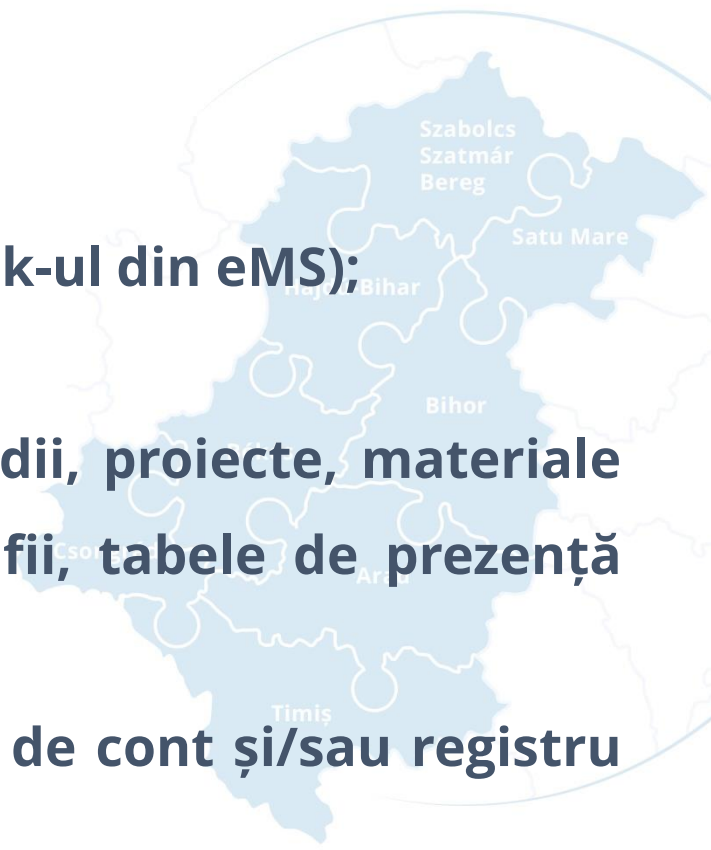 Szabolcs
Szatmár
Bereg
Satu Mare
k-ul din eMS);
Hajdú-Bihar
Bihor
dii, proiecte, materiale
fii, tabele de prezență
Arad
Timiș
de cont și/sau registru